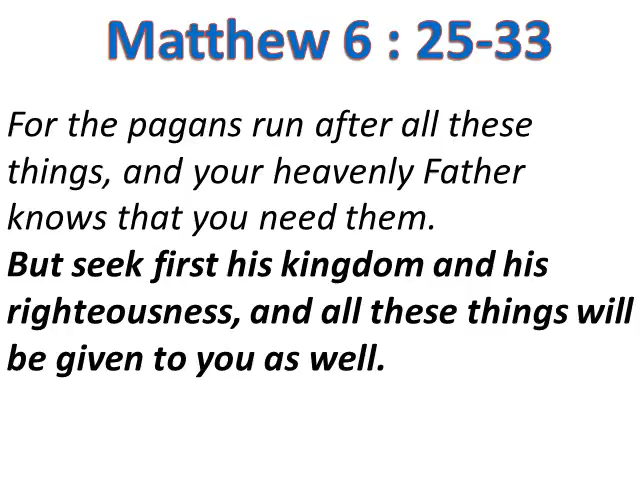 Matthew 6 : 25-33
For the pagans run after all these
things, and your heavenly Father
knows that you need them.
But seek first his kingdom and his
righteousness, and all these things will
be given to you as well.